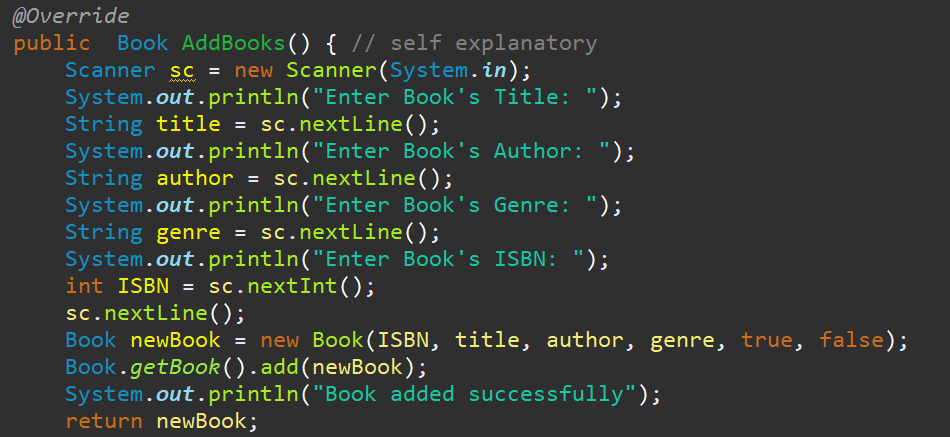 @Override
public  Book AddBooks() { // self explanatory
    Scanner sc = new Scanner(System.in);
    System.out.println("Enter Book's Title: ");
    String title = sc.nextLine();
    System.out.println("Enter Book's Author: ");
    String author = sc.nextLine();
    System.out.println("Enter Book's Genre: ");
    String genre = sc.nextLine();
    System.out.println("Enter Book's ISBN: ");
    int ISBN = sc.nextInt();
    sc.nextLine();
    Book newBook = new Book(ISBN, title, author, genre, true, false);
    Book.getBook().add(newBook);
    System.out.println("Book added successfully");
    return newBook;